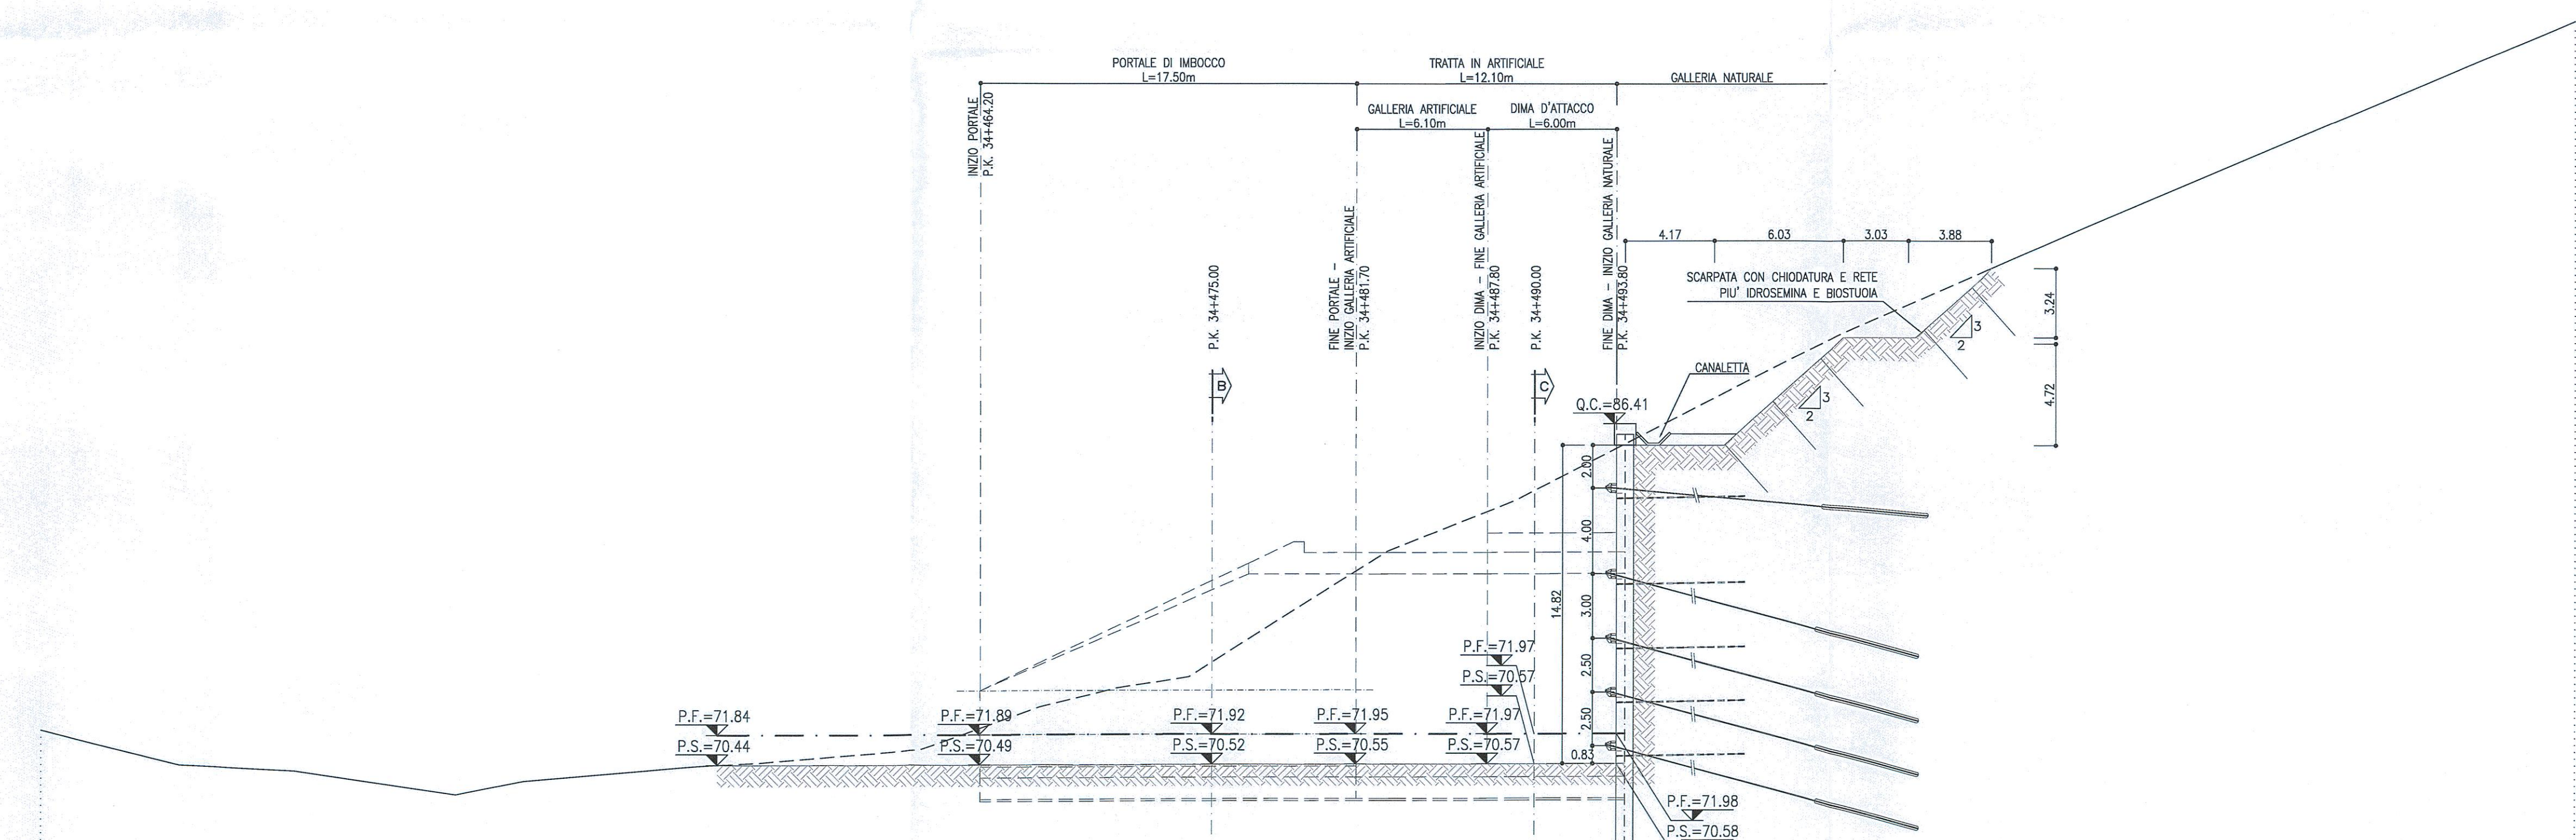 PORTALE DI IMBOCCO
L=17.50m
TRATTA IN ARTIFICIALE
L=12.10m
GALLERIA NATURALE
GALLERIA ARTIFICIALE
L=6.10m
DIMA D'ATTACCO
L=6.00m
INIZIO PORTALE
P.K. 34+464.20
P.K. 34+475.00
FINE PORTALE -
INIZIO GALLERIA ARTIFICIALE
P.K. 34+481.70
INIZIO DIMA - FINE GALLERIA ARTIFICIALE
P.K. 34+487.80
P.K. 34+490.00
FINE DIMA - INIZIO GALLERIA NATURALE
P.K. 34+493.80
4.17
6.03
3.03
3.88
SCARPATA CON CHIODATURA E RETE
PIU' IDROSEMINA E BIOSTUOIA
3.24
4.72
3
2
3
2
CANALETTA
B
C
Q.C.=86.41
2.00
4.00
3.00
2.50
2.50
0.83
14.82
P.F.=71.97
P.S.=70.57
P.F.=71.84
P.S.=70.44
P.F.=71.89
P.S.=70.49
P.F.=71.92
P.S.=70.52
P.F.=71.95
P.S.=70.55
P.F.=71.97
P.S.=70.57
P.F.=71.98
P.S.=70.58